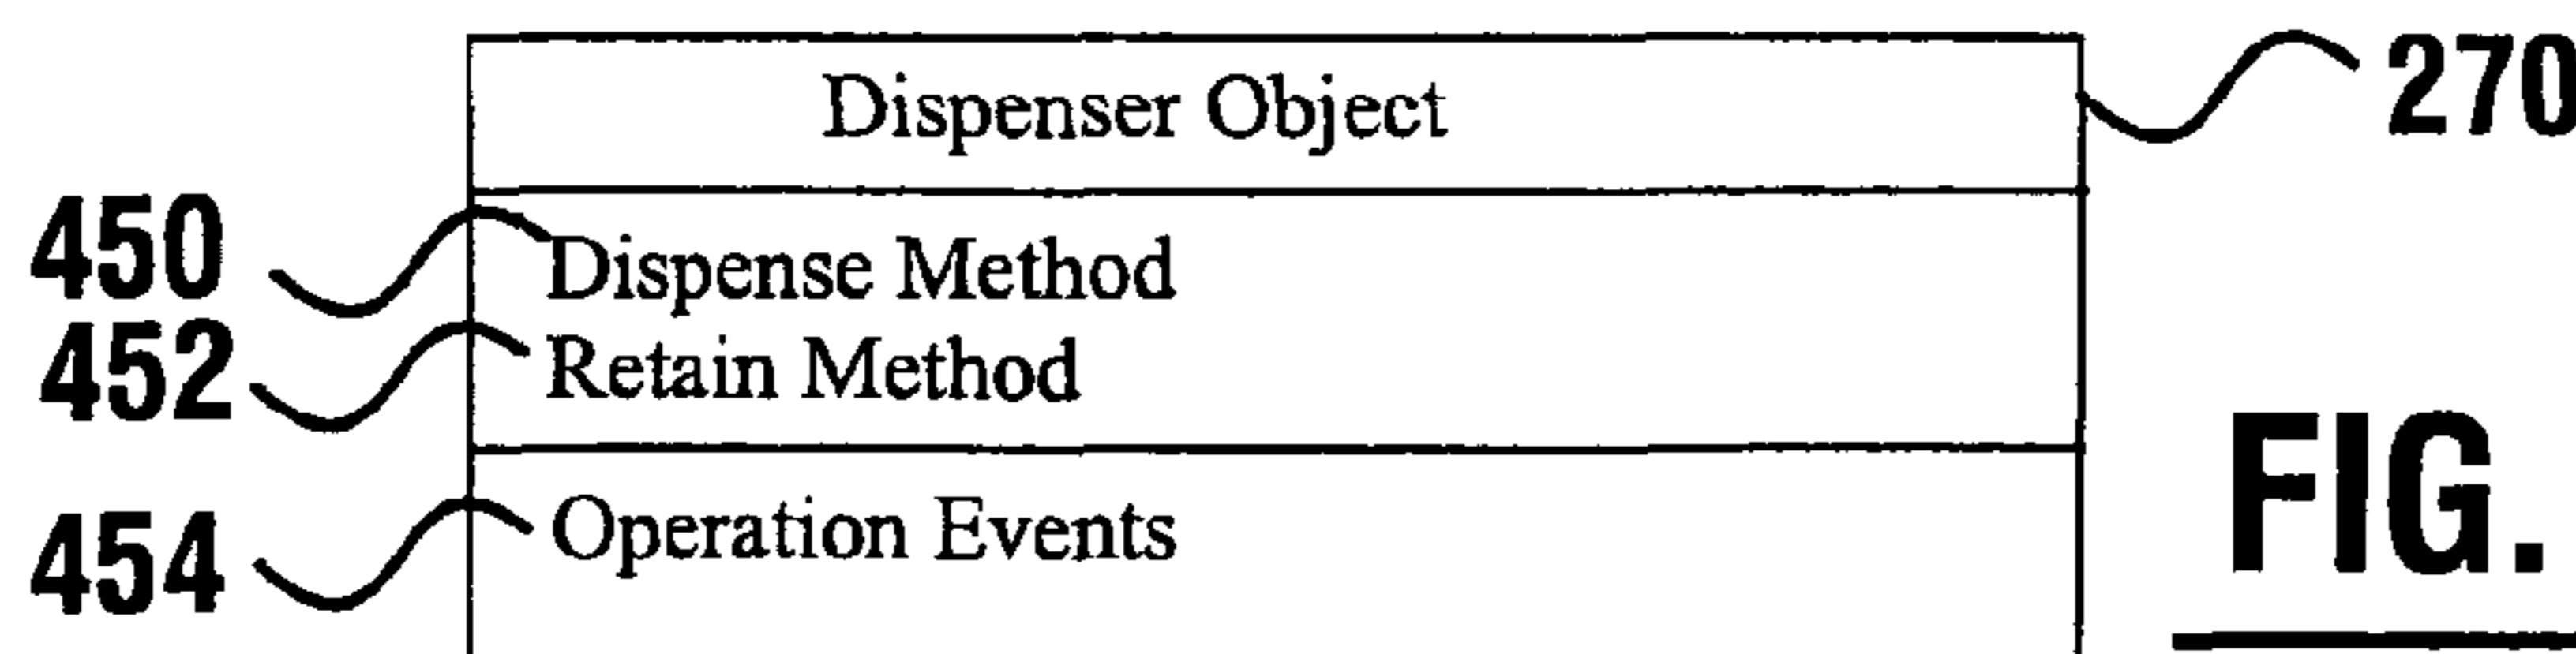 Dispenser Object 270
450 Dispense Method
452 Retain Method
454 Operation Events
FIG.